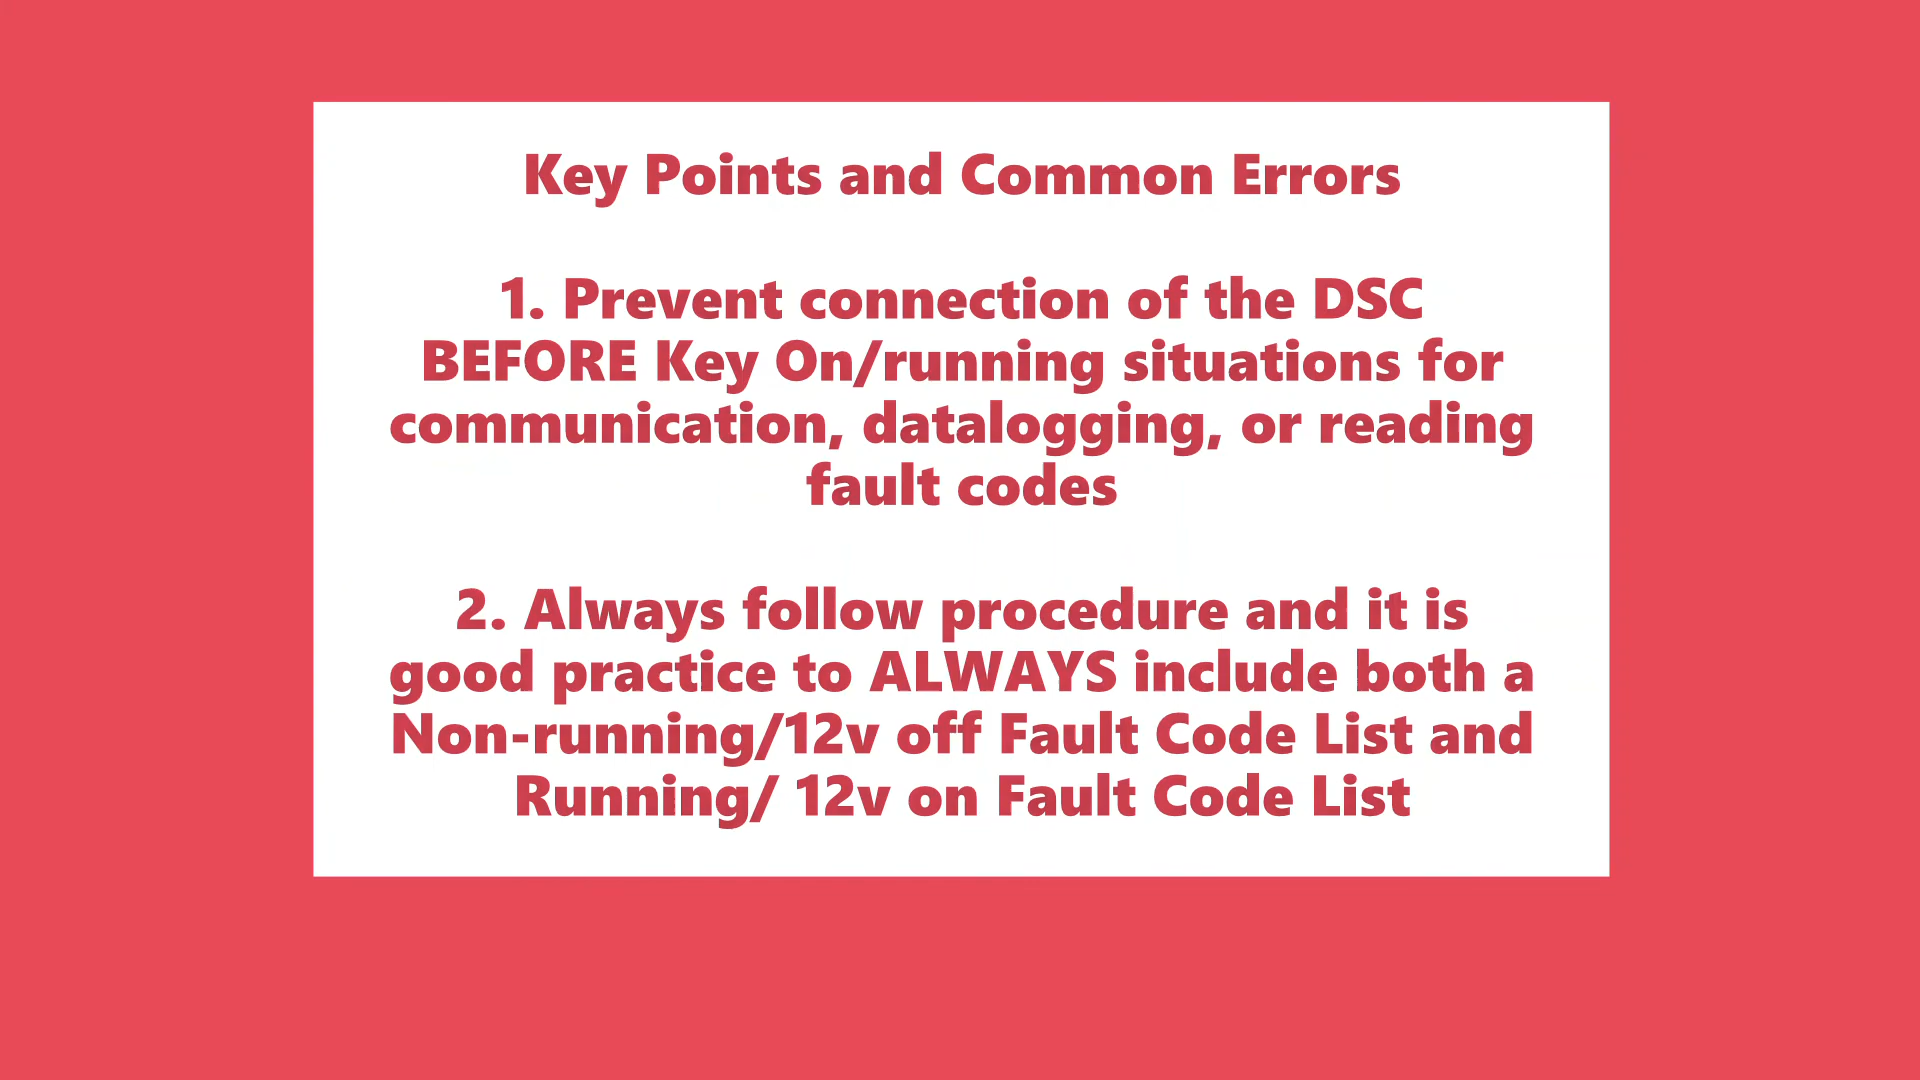 Key Points and Common Errors
1. Prevent connection of the DSC
BEFORE Key On/running situations for
communication, datalogging, or reading
fault codes
2. Always follow procedure and it is
good practice to ALWAYS include both a
Non-running/12v off Fault Code List and
Running/ 12v on Fault Code List